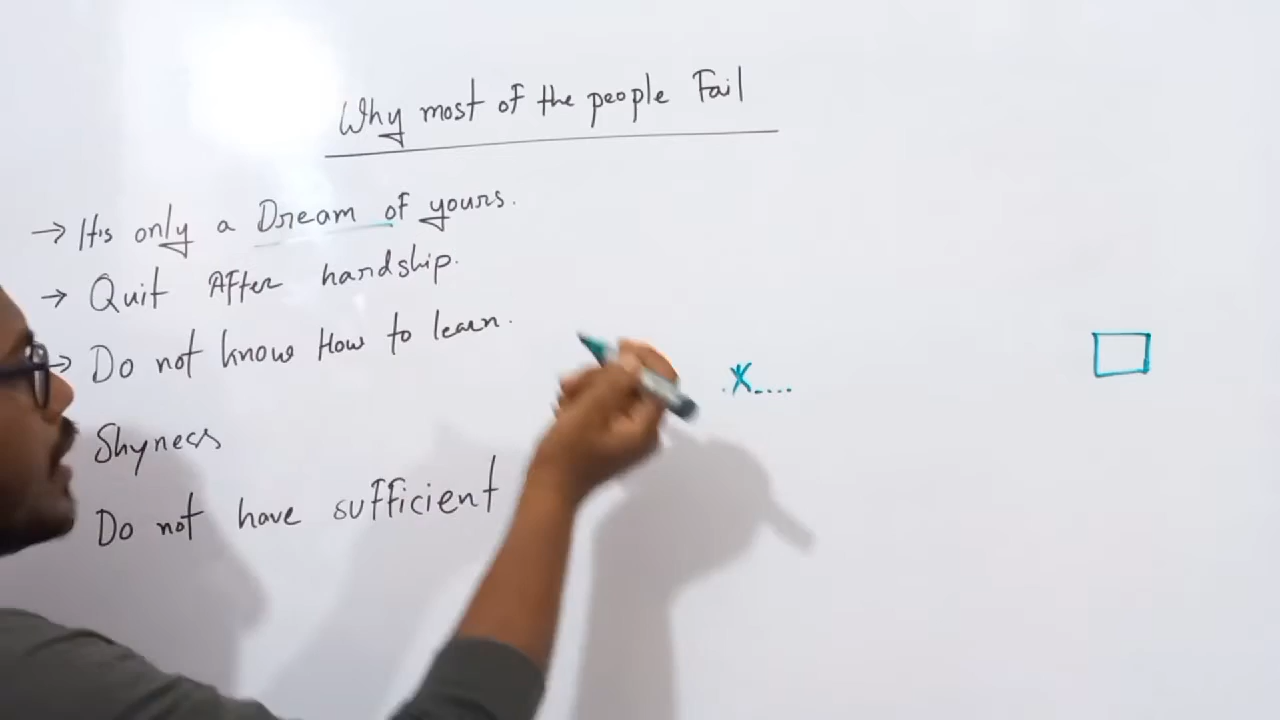 Why most of the people Fail
→ It's only a Dream of yours.
→ Quit After hardship.
→ Do not know How to learn.
Shyness
Do not have sufficient
.X....